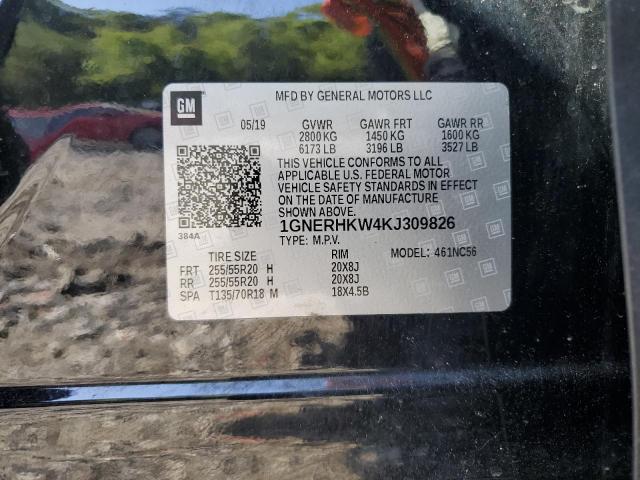 GM
MFD BY GENERAL MOTORS LLC
05/19 GVWR GAWR FRT GAWR RR
2800 KG 1450 KG 1600 KG
6173 LB 3196 LB 3527 LB
THIS VEHICLE CONFORMS TO ALL
APPLICABLE U.S. FEDERAL MOTOR
VEHICLE SAFETY STANDARDS IN EFFECT
ON THE DATE OF MANUFACTURE
SHOWN ABOVE.
384A
1GNERHKW4KJ309826
TYPE: M.P.V. MODEL: 461NC56
TIRE SIZE RIM
FRT 255/55R20 H 20X8J
RR 255/55R20 H 20X8J
SPA T135/70R18 M 18X4.5B